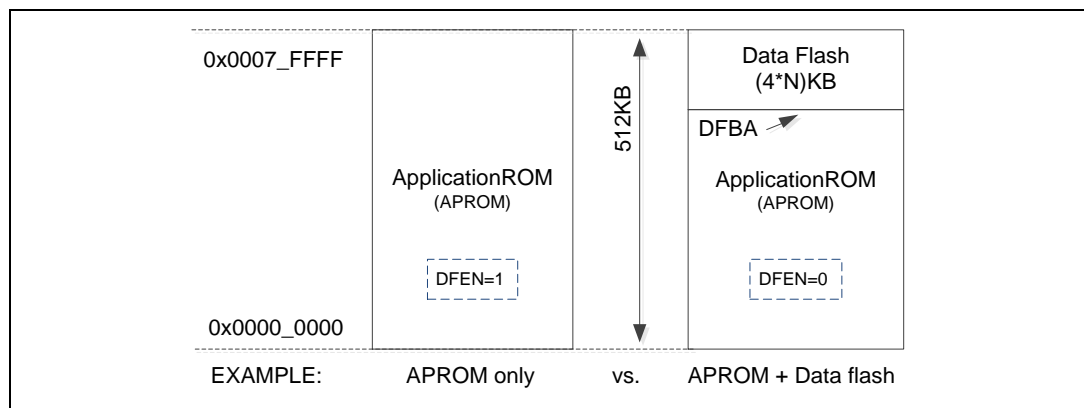 0x0007_FFFF
Data Flash
(4*N)KB
512KB
DFBA
ApplicationROM
(APROM)
ApplicationROM
(APROM)
DFEN=1
DFEN=0
0x0000_0000
EXAMPLE: APROM only vs. APROM + Data flash